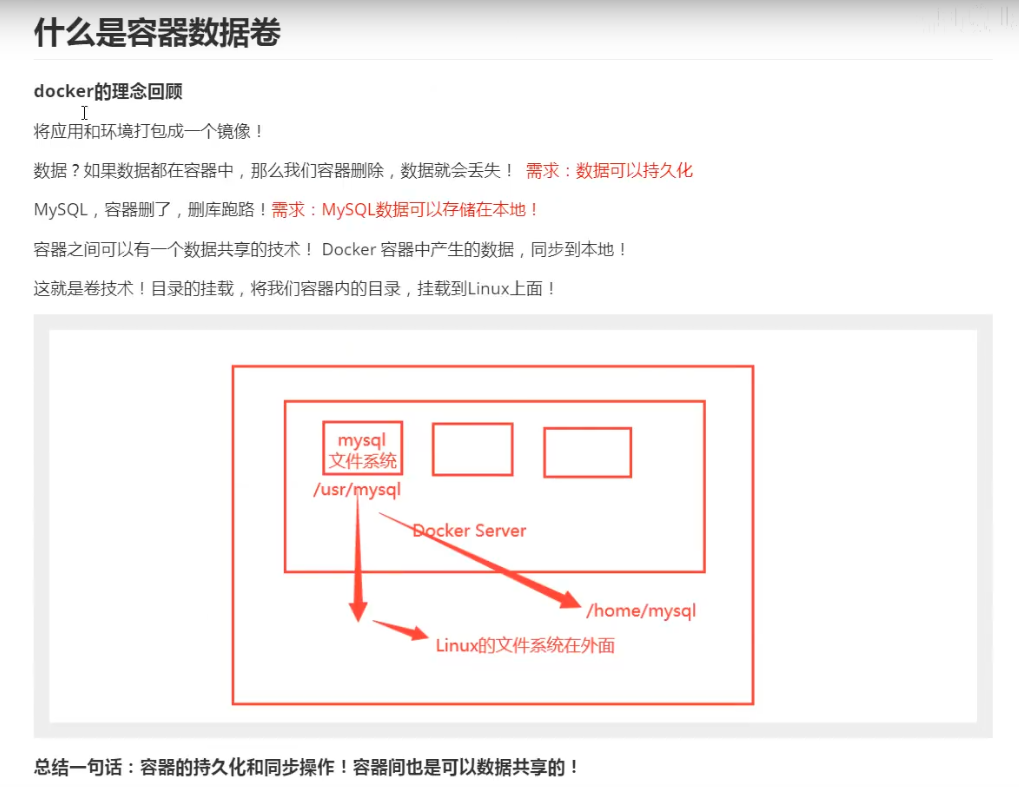 什么是容器数据卷
docker的理念回顾
将应用和环境打包成一个镜像！
数据？如果数据都在容器中，那么我们容器删除，数据就会丢失！ 需求：数据可以持久化
MySQL，容器删了，删库跑路！需求：MySQL数据可以存储在本地！
容器之间可以有一个数据共享的技术！ Docker 容器中产生的数据，同步到本地！
这就是卷技术！目录的挂载，将我们容器内的目录，挂载到Linux上面！
mysql
文件系统
/usr/mysql
Docker Server
/home/mysql
Linux的文件系统在外面
总结一句话：容器的持久化和同步操作！容器间也是可以数据共享的！